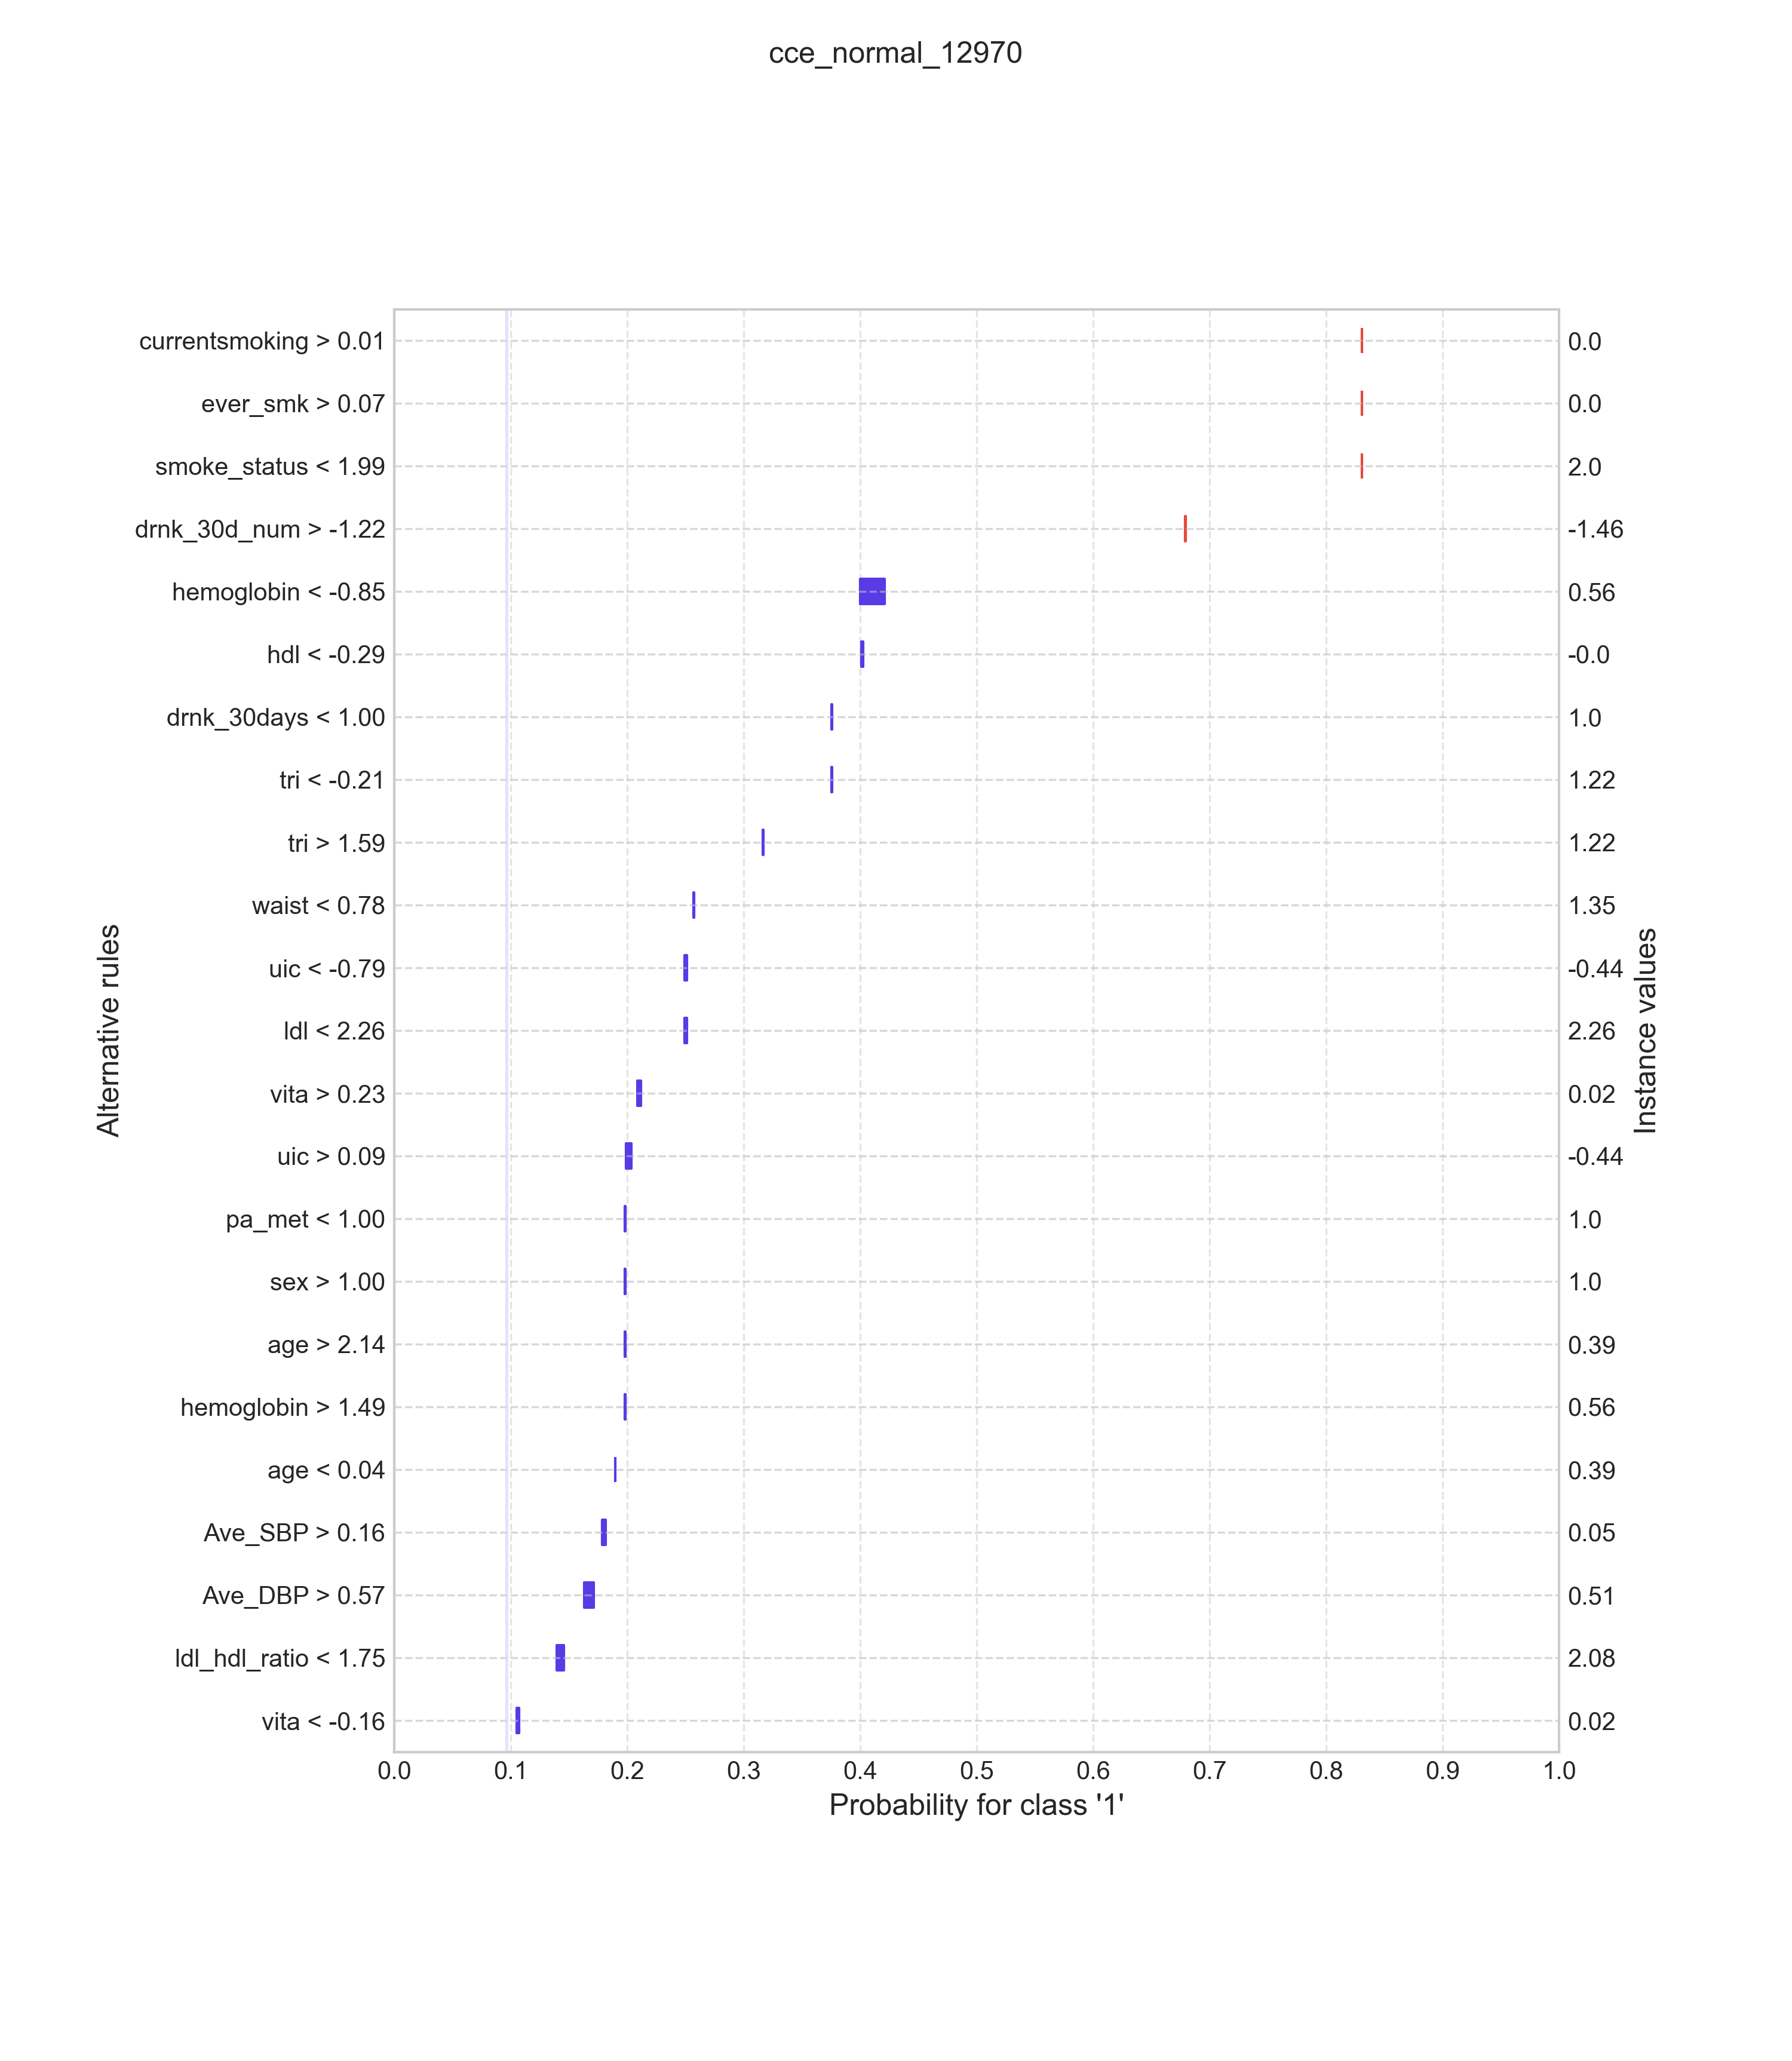 cce_normal_12970
currentsmoking > 0.01 0.0
ever_smk > 0.07 0.0
smoke_status < 1.99 2.0
drnk_30d_num > -1.22 -1.46
hemoglobin < -0.85 0.56
hdl < -0.29 -0.0
drnk_30days < 1.00 1.0
tri < -0.21 1.22
tri > 1.59 1.22
waist < 0.78 1.35
uic < -0.79 -0.44
ldl < 2.26 2.26
vita > 0.23 0.02
uic > 0.09 -0.44
pa_met < 1.00 1.0
sex > 1.00 1.0
age > 2.14 0.39
hemoglobin > 1.49 0.56
age < 0.04 0.39
Ave_SBP > 0.16 0.05
Ave_DBP > 0.57 0.51
ldl_hdl_ratio < 1.75 2.08
vita < -0.16 0.02
Alternative rules
Instance values
0.0 0.1 0.2 0.3 0.4 0.5 0.6 0.7 0.8 0.9 1.0
Probability for class '1'